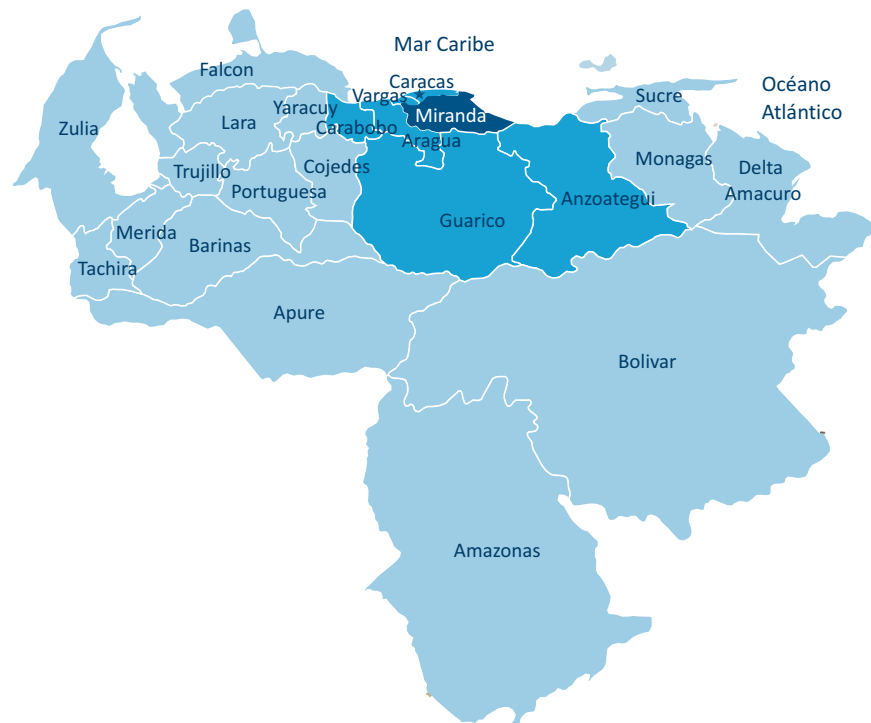 Mar Caribe
Falcon
Caracas
Océano
Atlántico
Vargas
Sucre
Yaracuy
Miranda
Zulia
Lara
Carabobo
Aragua
Monagas
Trujillo
Cojedes
Delta
Amacuro
Portuguesa
Anzoategui
Guarico
Merida
Barinas
Tachira
Apure
Bolivar
Amazonas